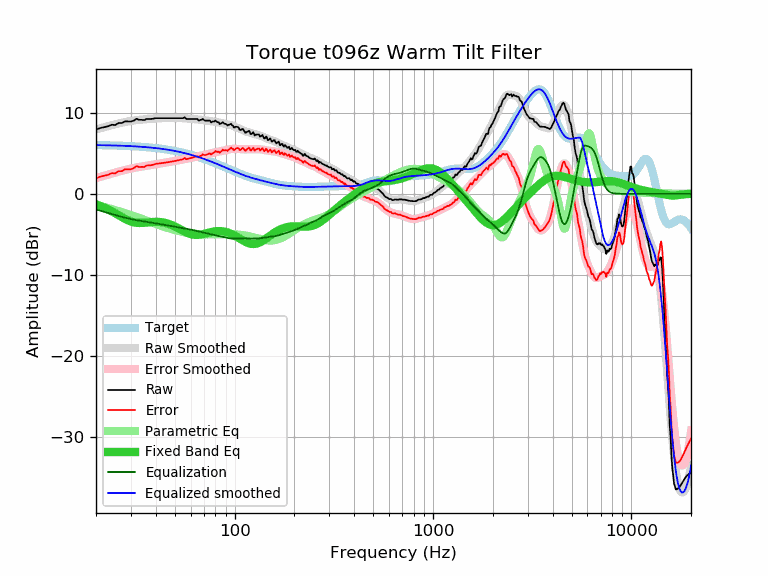 Torque t096z Warm Tilt Filter
Amplitude (dBr)
10
0
−10
−20
−30
Target
Raw Smoothed
Error Smoothed
Raw
Error
Parametric Eq
Fixed Band Eq
Equalization
Equalized smoothed
100
1000
10000
Frequency (Hz)